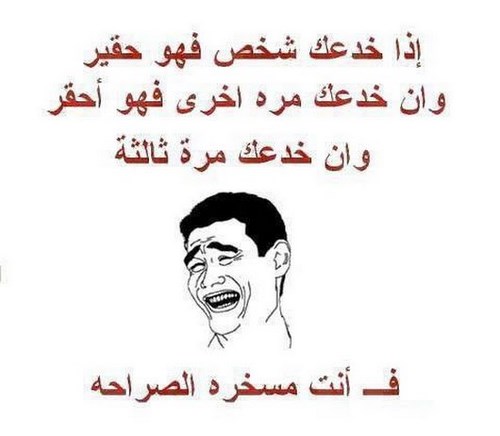 إذا خدعك شخص فهو حقير
وان خدعك مره اخرى فهو أحقر
وان خدعك مرة ثالثة
فـ أنت مسخره الصراحه